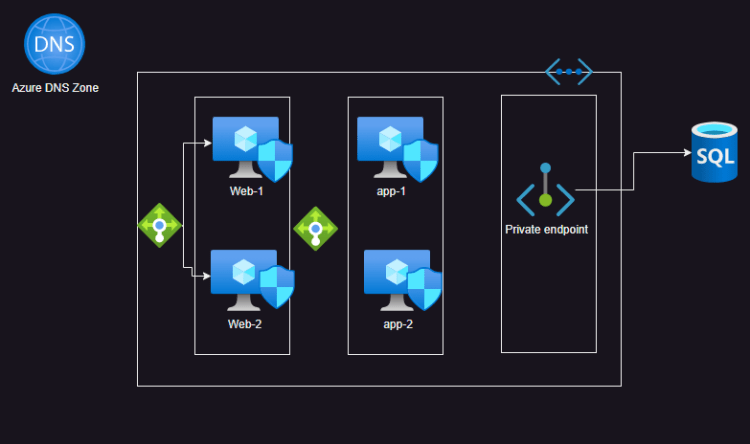 DNS
Azure DNS Zone
Web-1
app-1
SQL
Private endpoint
Web-2
app-2